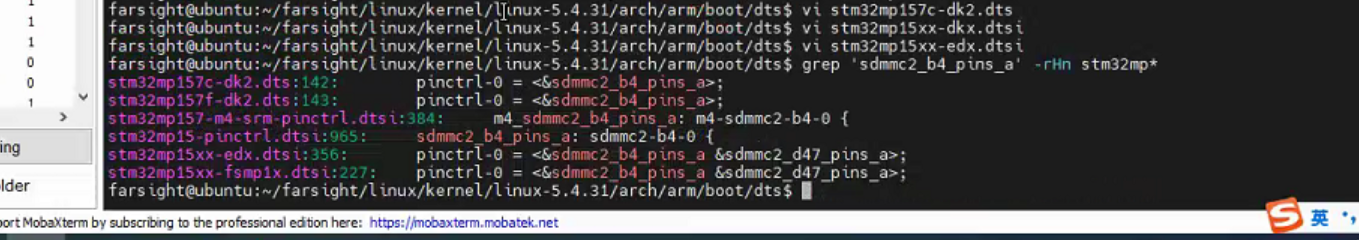 1
1
0
0
1
ing
lder
farsight@ubuntu:~/farsight/linux/kernel/linux-5.4.31/arch/arm/boot/dts$ vi stm32mp157c-dk2.dts
farsight@ubuntu:~/farsight/linux/kernel/linux-5.4.31/arch/arm/boot/dts$ vi stm32mp15xx-dkx.dtsi
farsight@ubuntu:~/farsight/linux/kernel/linux-5.4.31/arch/arm/boot/dts$ vi stm32mp15xx-edx.dtsi
farsight@ubuntu:~/farsight/linux/kernel/linux-5.4.31/arch/arm/boot/dts$ grep 'sdmmc2_b4_pins_a' -rHn stm32mp*
stm32mp157c-dk2.dts:142:        pinctrl-0 = <&sdmmc2_b4_pins_a>;
stm32mp157f-dk2.dts:143:        pinctrl-0 = <&sdmmc2_b4_pins_a>;
stm32mp157-m4-srm-pinctrl.dtsi:384:     m4_sdmmc2_b4_pins_a: m4-sdmmc2-b4-0 {
stm32mp15-pinctrl.dtsi:965:     sdmmc2_b4_pins_a: sdmmc2-b4-0 {
stm32mp15xx-edx.dtsi:356:       pinctrl-0 = <&sdmmc2_b4_pins_a &sdmmc2_d47_pins_a>;
stm32mp15xx-fsmp1x.dtsi:227:    pinctrl-0 = <&sdmmc2_b4_pins_a &sdmmc2_d47_pins_a>;
farsight@ubuntu:~/farsight/linux/kernel/linux-5.4.31/arch/arm/boot/dts$
port MobaXterm by subscribing to the professional edition here: https://mobaxterm.mobatek.net
S 英